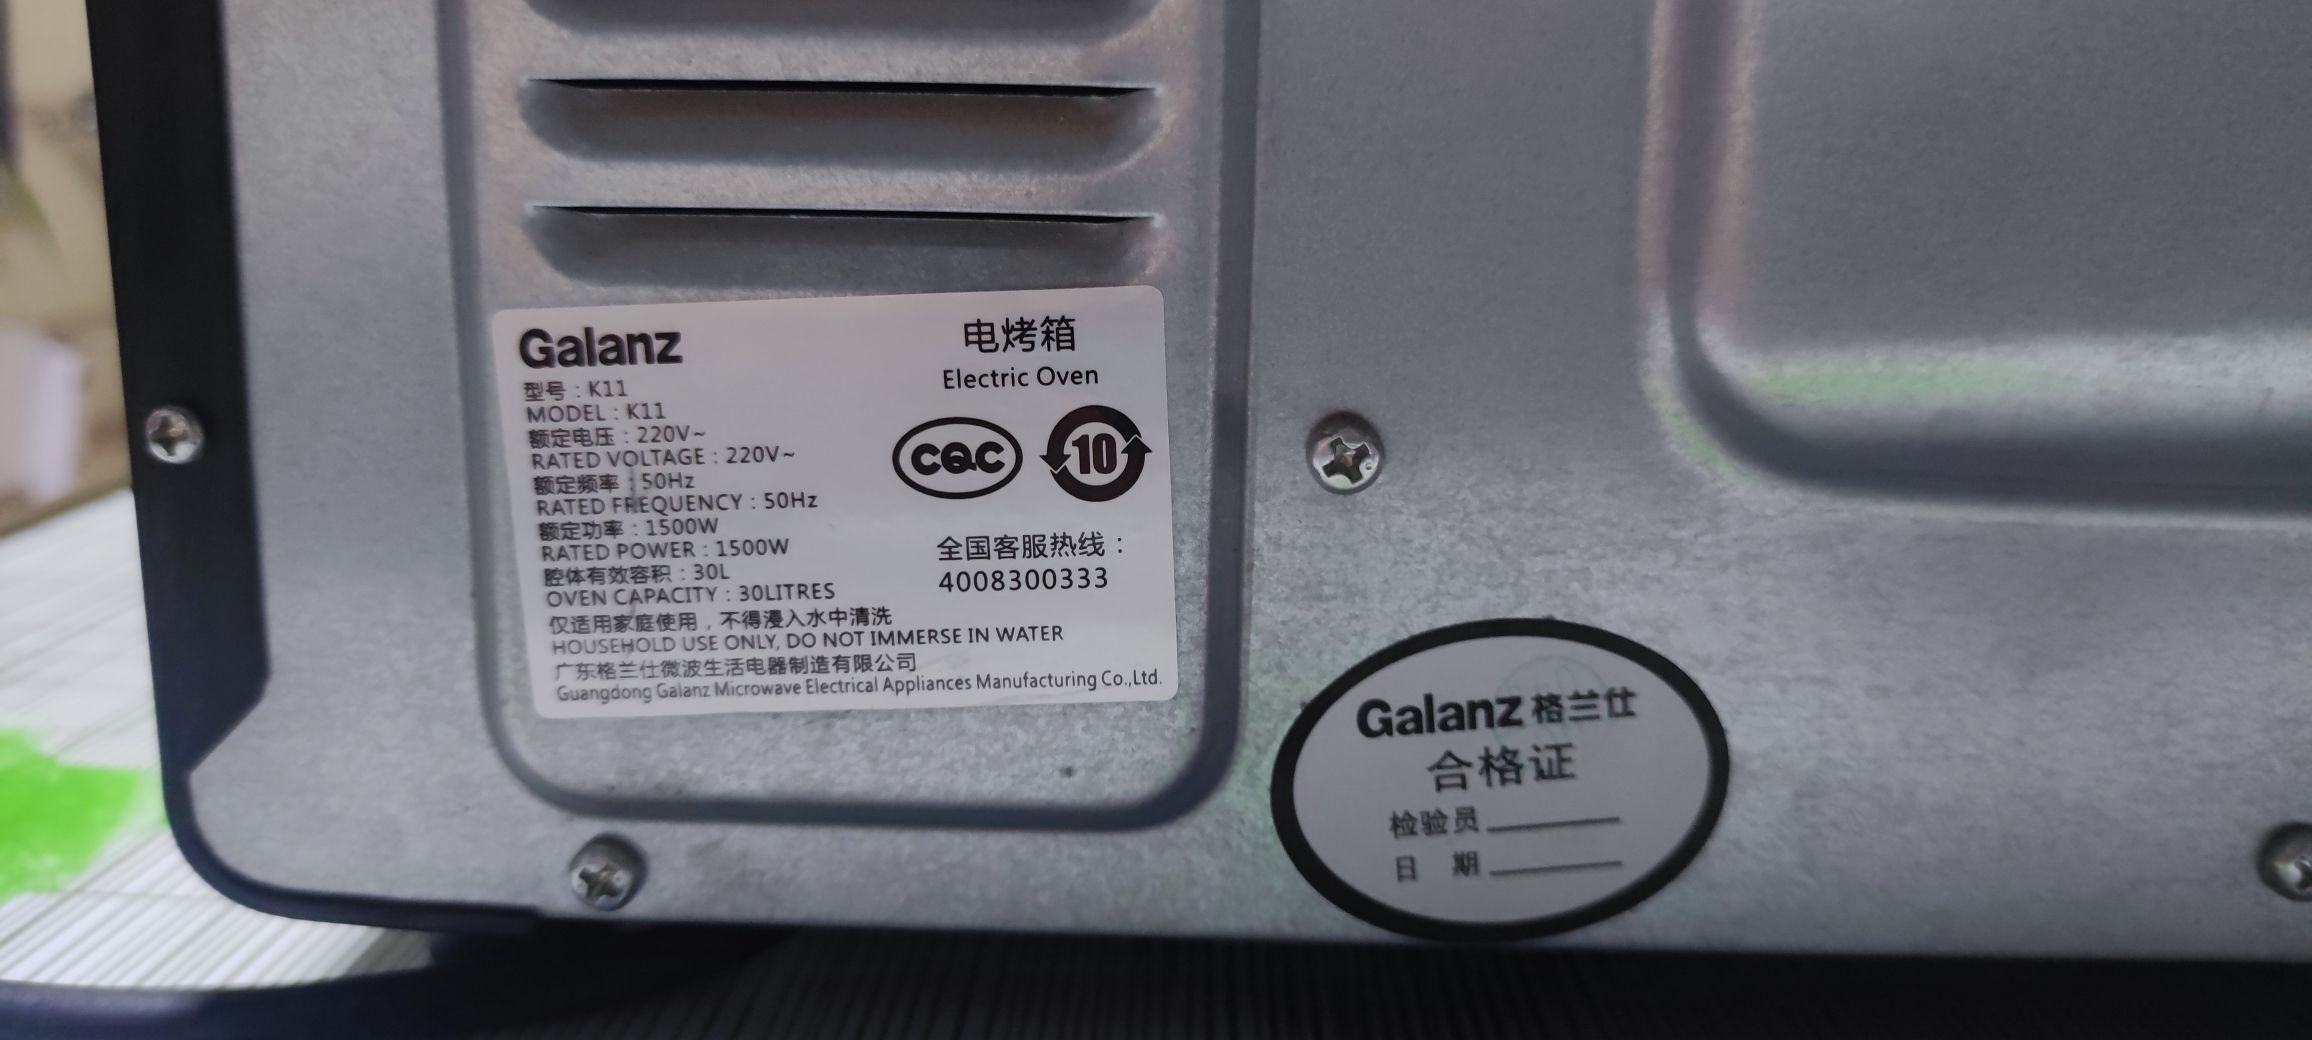 Galanz
电烤箱
Electric Oven
型号：K11
MODEL：K11
额定电压：220V~
RATED VOLTAGE：220V~
额定频率：50Hz
RATED FREQUENCY：50Hz
额定功率：1500W
RATED POWER：1500W
腔体有效容积：30L
OVEN CAPACITY：30LITRES
CQC
10
全国客服热线：
4008300333
仅适用家庭使用，不得浸入水中清洗
HOUSEHOLD USE ONLY, DO NOT IMMERSE IN WATER
广东格兰仕微波生活电器制造有限公司
Guangdong Galanz Microwave Electrical Appliances Manufacturing Co.,Ltd.
Galanz 格兰仕
合格证
检验员
日 期